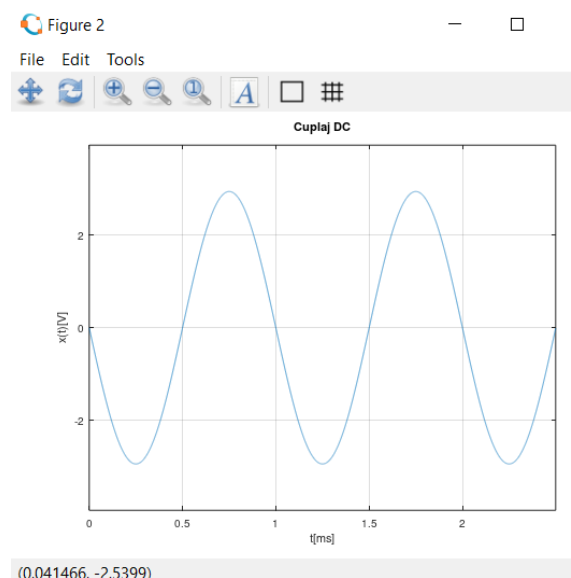 Figure 2
File Edit Tools
A
Cuplaj DC
x(t)[V]
2
0
-2
0 0.5 1 1.5 2
t[ms]
(0.041466, -2.5399)